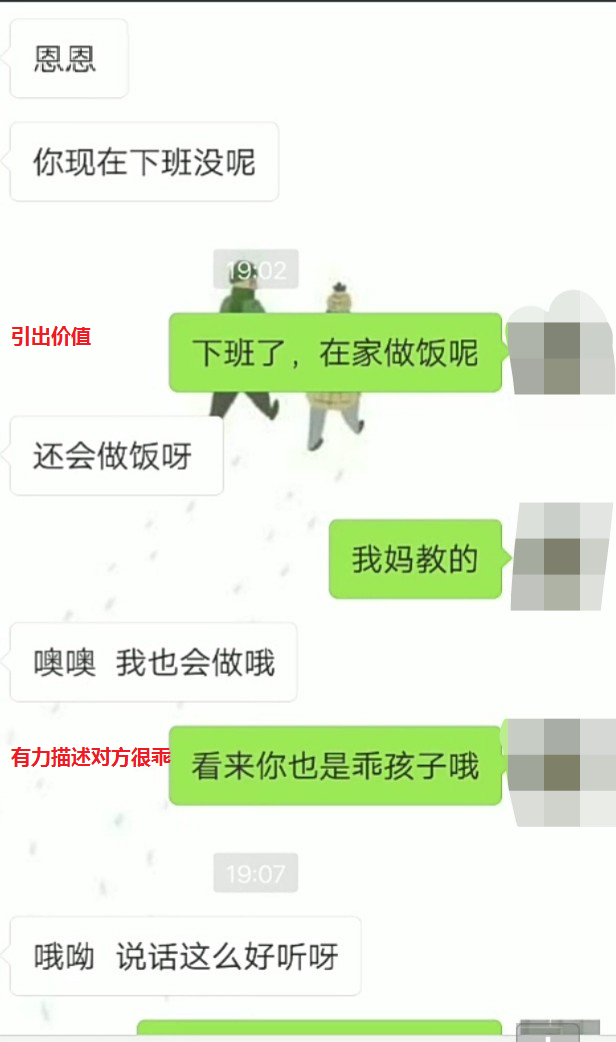 恩恩
你现在下班没呢
19:02
引出价值
下班了，在家做饭呢
还会做饭呀
我妈教的
噢噢 我也会做哦
有力描述对方很乖
看来你也是乖孩子哦
19:07
哦呦 说话这么好听呀